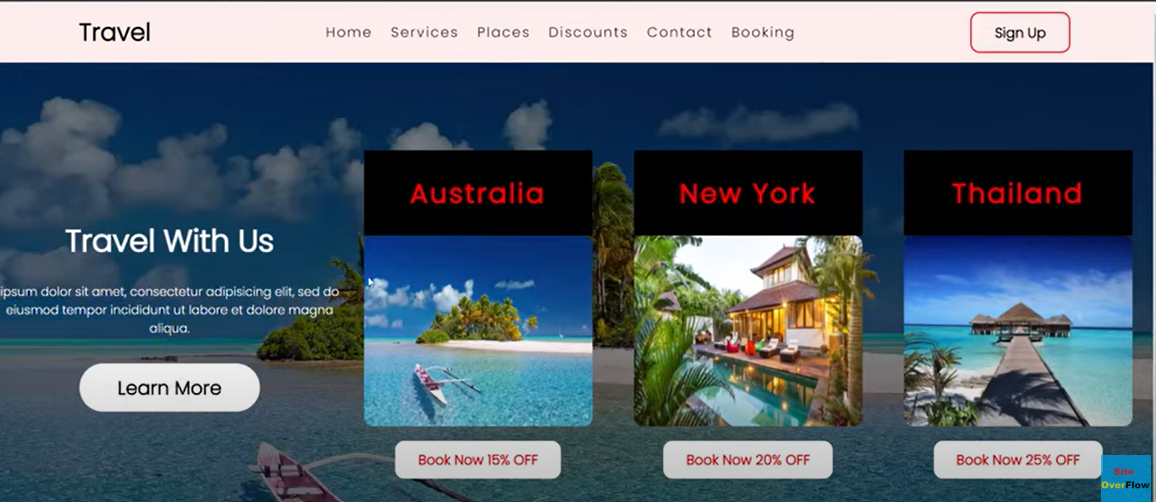 Travel
Home Services Places Discounts Contact Booking
Sign Up
Travel With Us
ipsum dolor sit amet, consectetur adipisicing elit, sed do
eiusmod tempor incididunt ut labore et dolore magna
aliqua.
Learn More
Australia
New York
Thailand
Book Now 15% OFF
Book Now 20% OFF
Book Now 25% OFF
Site
OverFlow